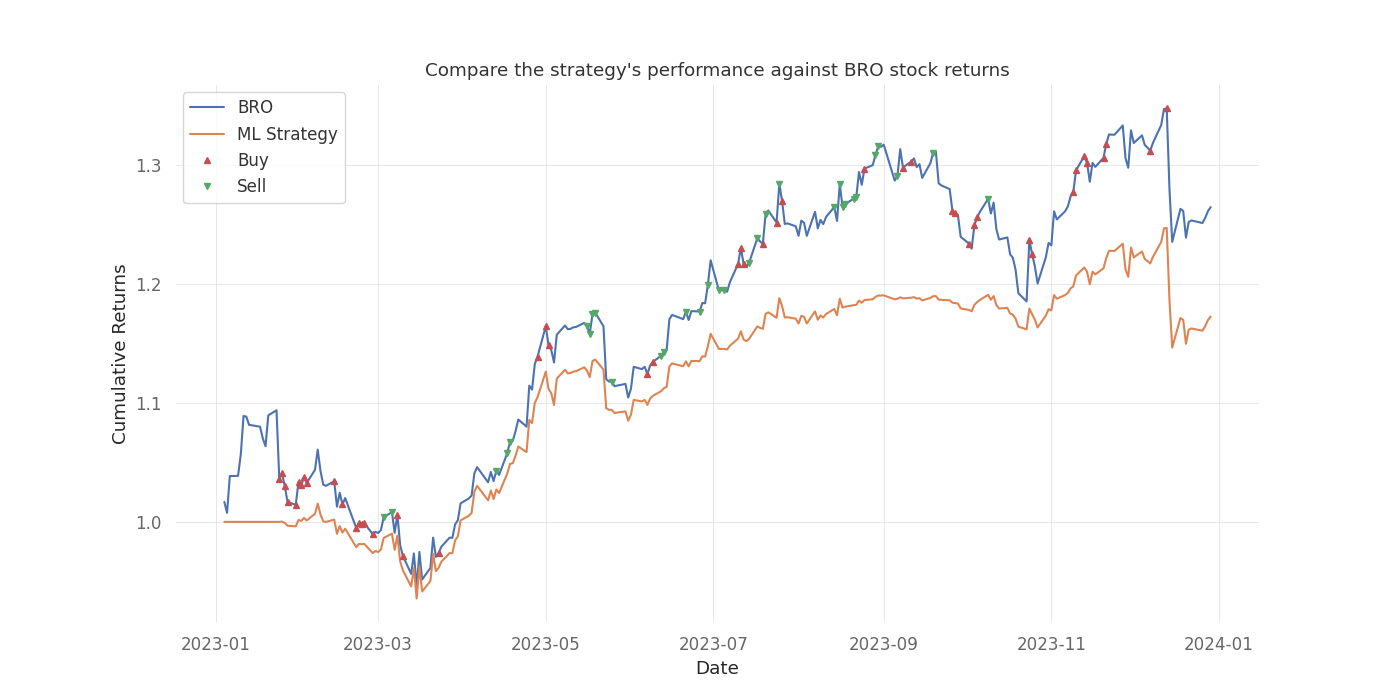 Compare the strategy's performance against BRO stock returns
BRO
ML Strategy
Buy
Sell
Cumulative Returns
1.3
1.2
1.1
1.0
2023-01
2023-03
2023-05
2023-07
2023-09
2023-11
2024-01
Date